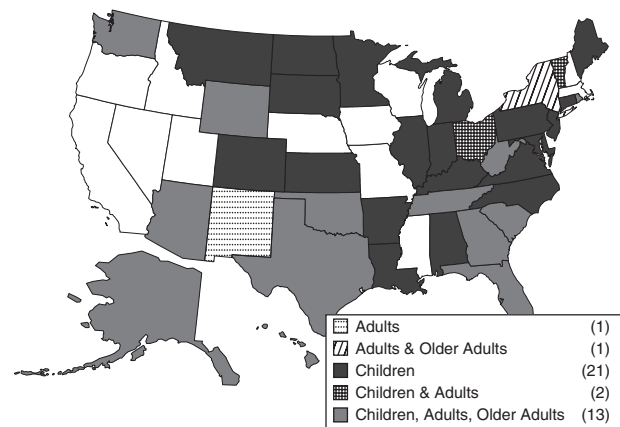 Adults (1)
Adults & Older Adults (1)
Children (21)
Children & Adults (2)
Children, Adults, Older Adults (13)